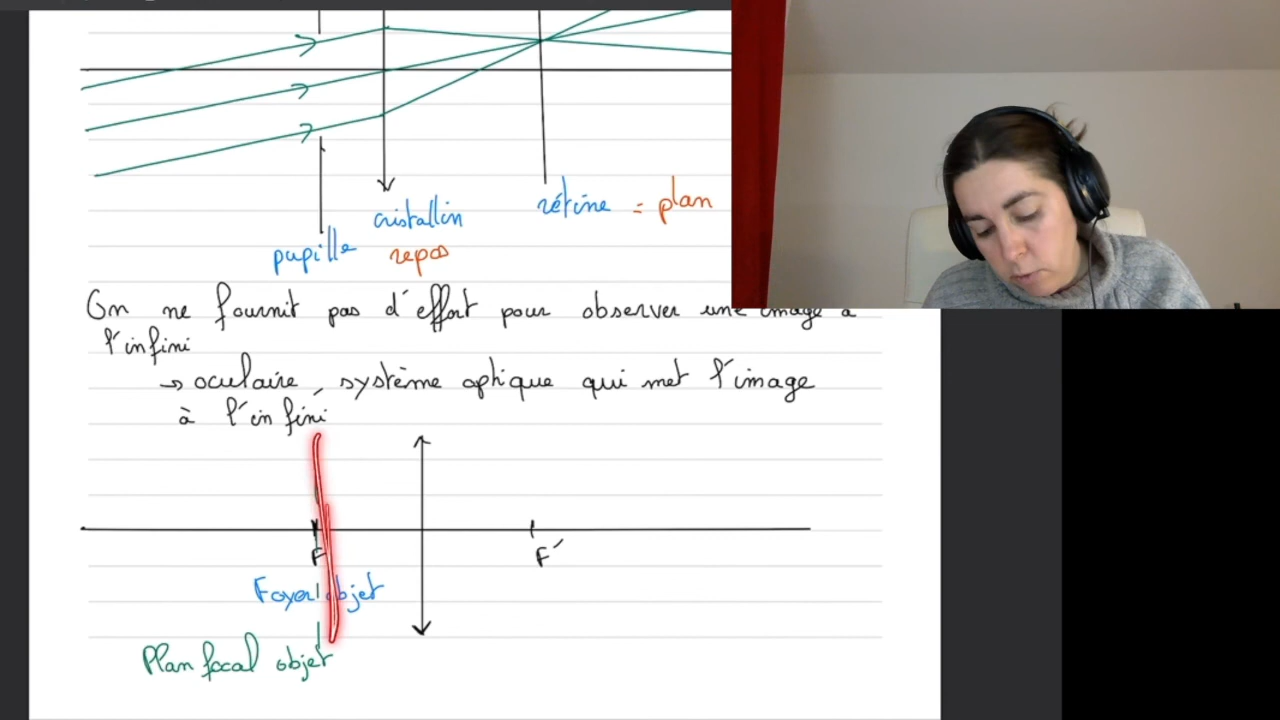 rétine = plan
cristallin
pupille repos
On ne fournit pas d'effort pour observer une image à
l'infini
→ oculaire, système optique qui met l'image
à l'infini
F F'
Foyer objet
Plan focal objet